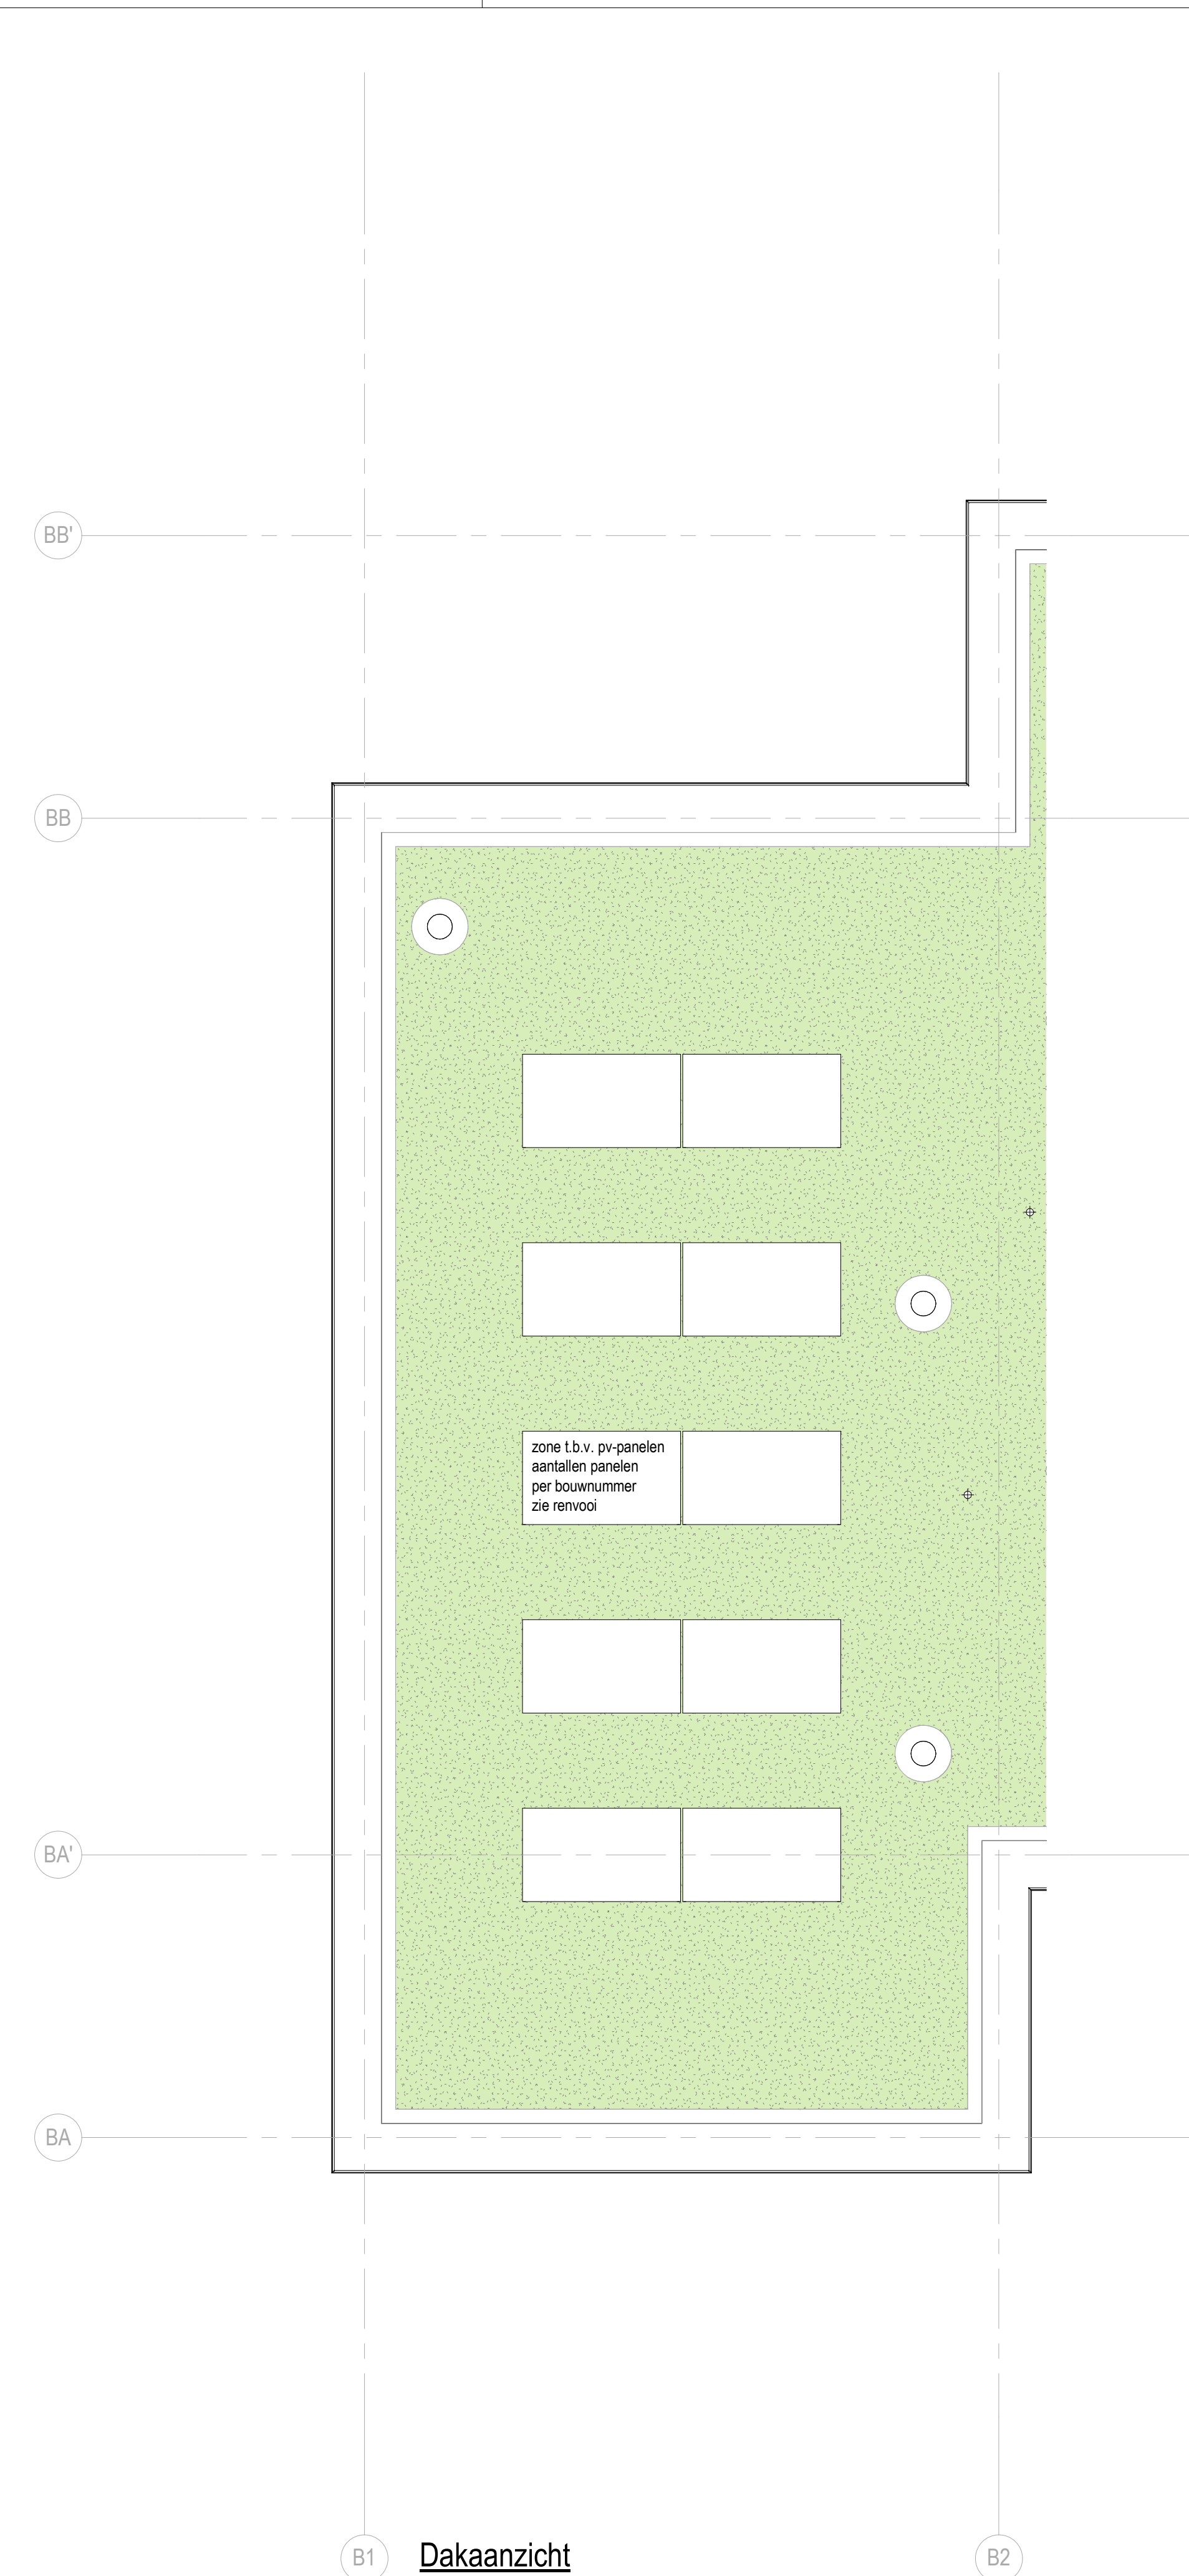 BB'
BB
zone t.b.v. pv-panelen
aantallen panelen
per bouwnummer
zie renvooi
BA'
BA
B1
Dakaanzicht
B2